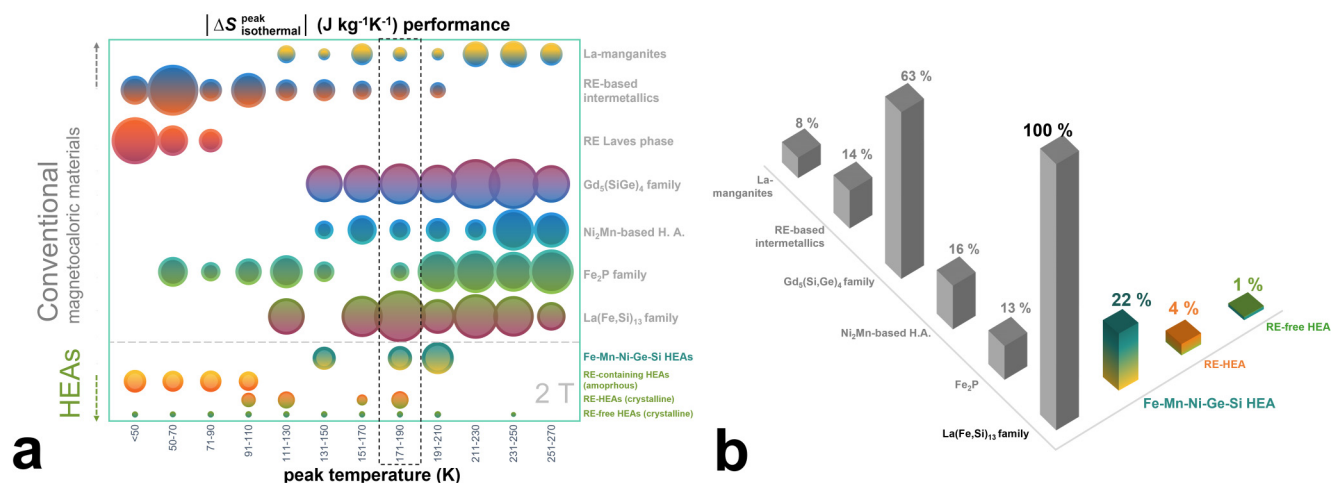 |ΔS peak isothermal| (J kg⁻¹K⁻¹) performance
Conventional
magnetocaloric materials
HEAs
La-manganites
RE-based
intermetallics
RE Laves phase
Gd₅(SiGe)₄ family
Ni₂Mn-based H. A.
Fe₂P family
La(Fe,Si)₁₃ family
Fe-Mn-Ni-Ge-Si HEAs
RE-containing HEAs
(amoprhous)
RE-HEAs (crystalline)
RE-free HEAs (crystalline)
2 T
<50
50-70
71-90
91-110
111-130
131-150
151-170
171-190
191-210
211-230
231-250
251-270
peak temperature (K)
a
8 %
14 %
63 %
16 %
13 %
100 %
22 %
4 %
1 %
La-
manganites
RE-based
intermetallics
Gd₅(Si,Ge)₄ family
Ni₂Mn-based H.A.
Fe₂P
La(Fe,Si)₁₃ family
Fe-Mn-Ni-Ge-Si HEA
RE-HEA
RE-free HEA
b